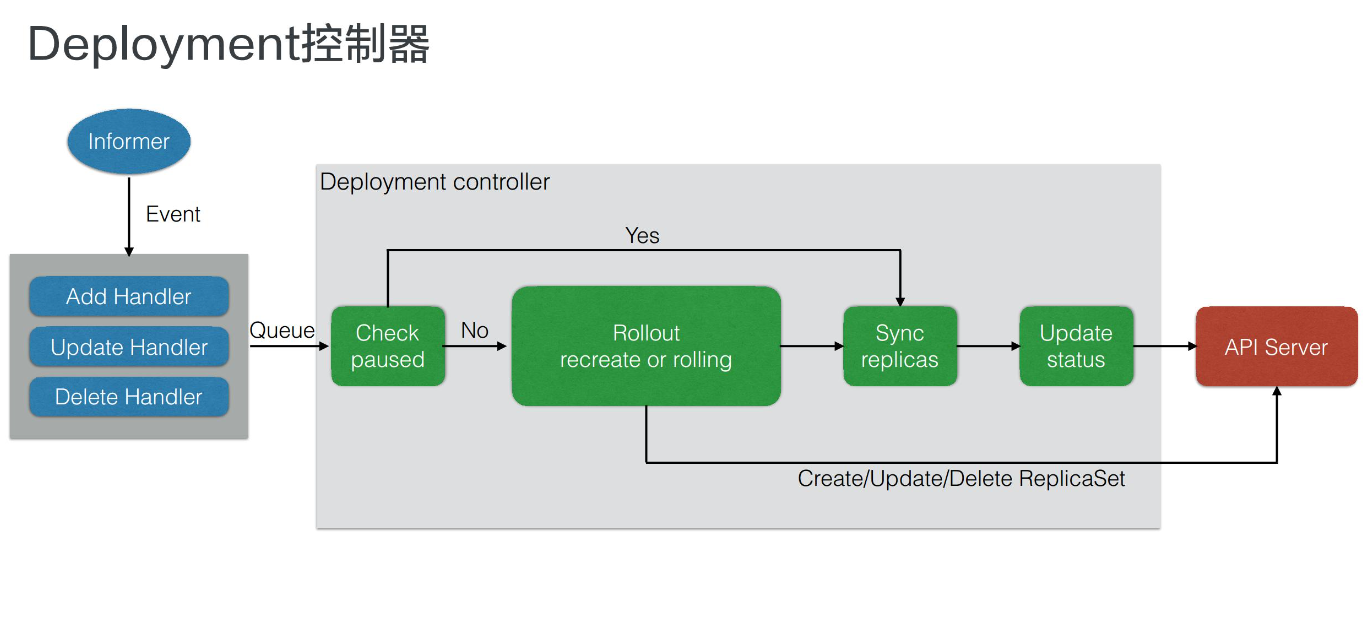 Deployment控制器
Informer
Event
Add Handler
Update Handler
Delete Handler
Queue
Deployment controller
Yes
Check
paused
No
Rollout
recreate or rolling
Sync
replicas
Update
status
API Server
Create/Update/Delete ReplicaSet